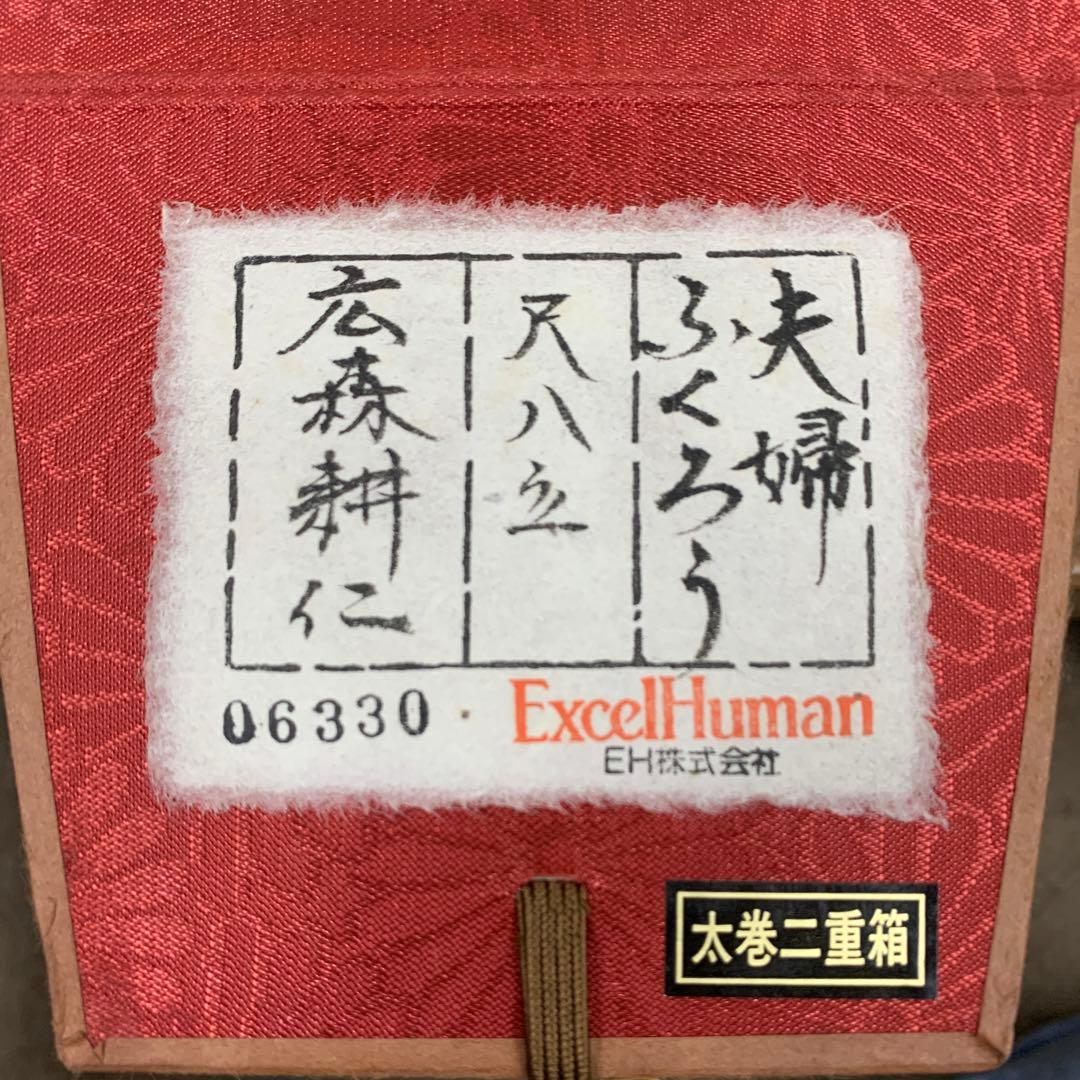 夫婦
ふくろう
尺八立
広森耕仁
06330
ExcelHuman
EH株式会社
太巻二重箱